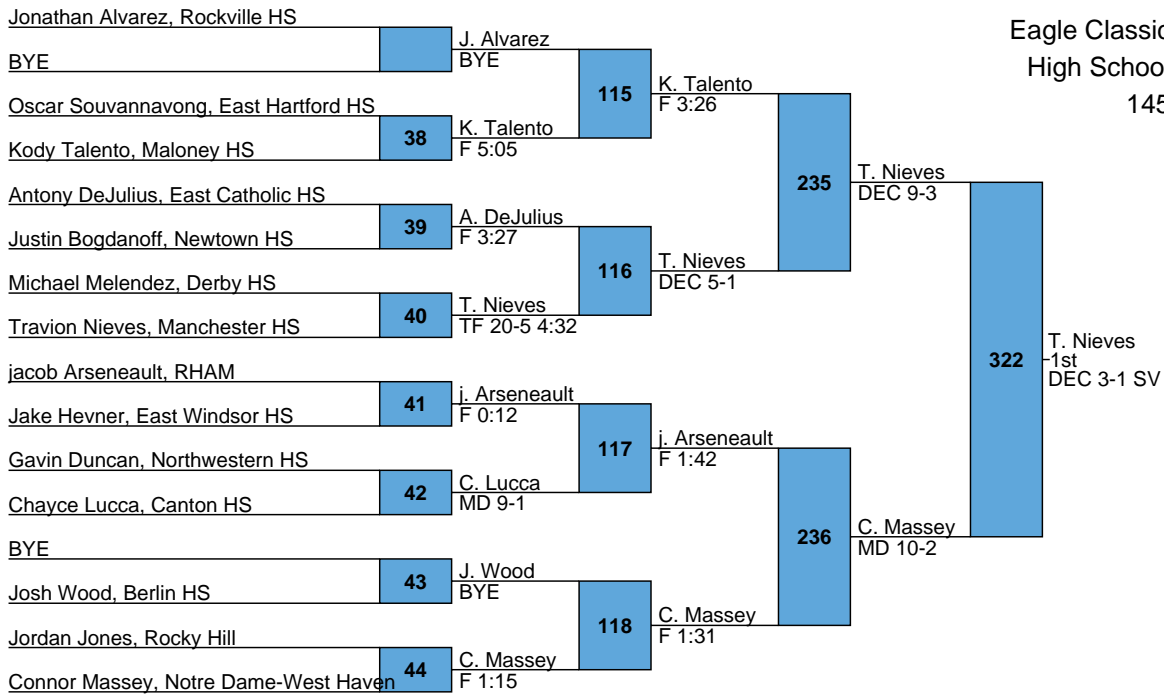 Eagle Classic
High School
145
Jonathan Alvarez, Rockville HS
BYE
J. Alvarez
BYE
Oscar Souvannavong, East Hartford HS
Kody Talento, Maloney HS
38
K. Talento
F 5:05
115
K. Talento
F 3:26
Antony DeJulius, East Catholic HS
Justin Bogdanoff, Newtown HS
39
A. DeJulius
F 3:27
Michael Melendez, Derby HS
Travion Nieves, Manchester HS
40
T. Nieves
TF 20-5 4:32
116
T. Nieves
DEC 5-1
235
T. Nieves
DEC 9-3
jacob Arseneault, RHAM
Jake Hevner, East Windsor HS
41
j. Arseneault
F 0:12
Gavin Duncan, Northwestern HS
Chayce Lucca, Canton HS
42
C. Lucca
MD 9-1
117
j. Arseneault
F 1:42
BYE
Josh Wood, Berlin HS
43
J. Wood
BYE
Jordan Jones, Rocky Hill
Connor Massey, Notre Dame-West Haven
44
C. Massey
F 1:15
118
C. Massey
F 1:31
236
C. Massey
MD 10-2
322
T. Nieves
1st
DEC 3-1 SV